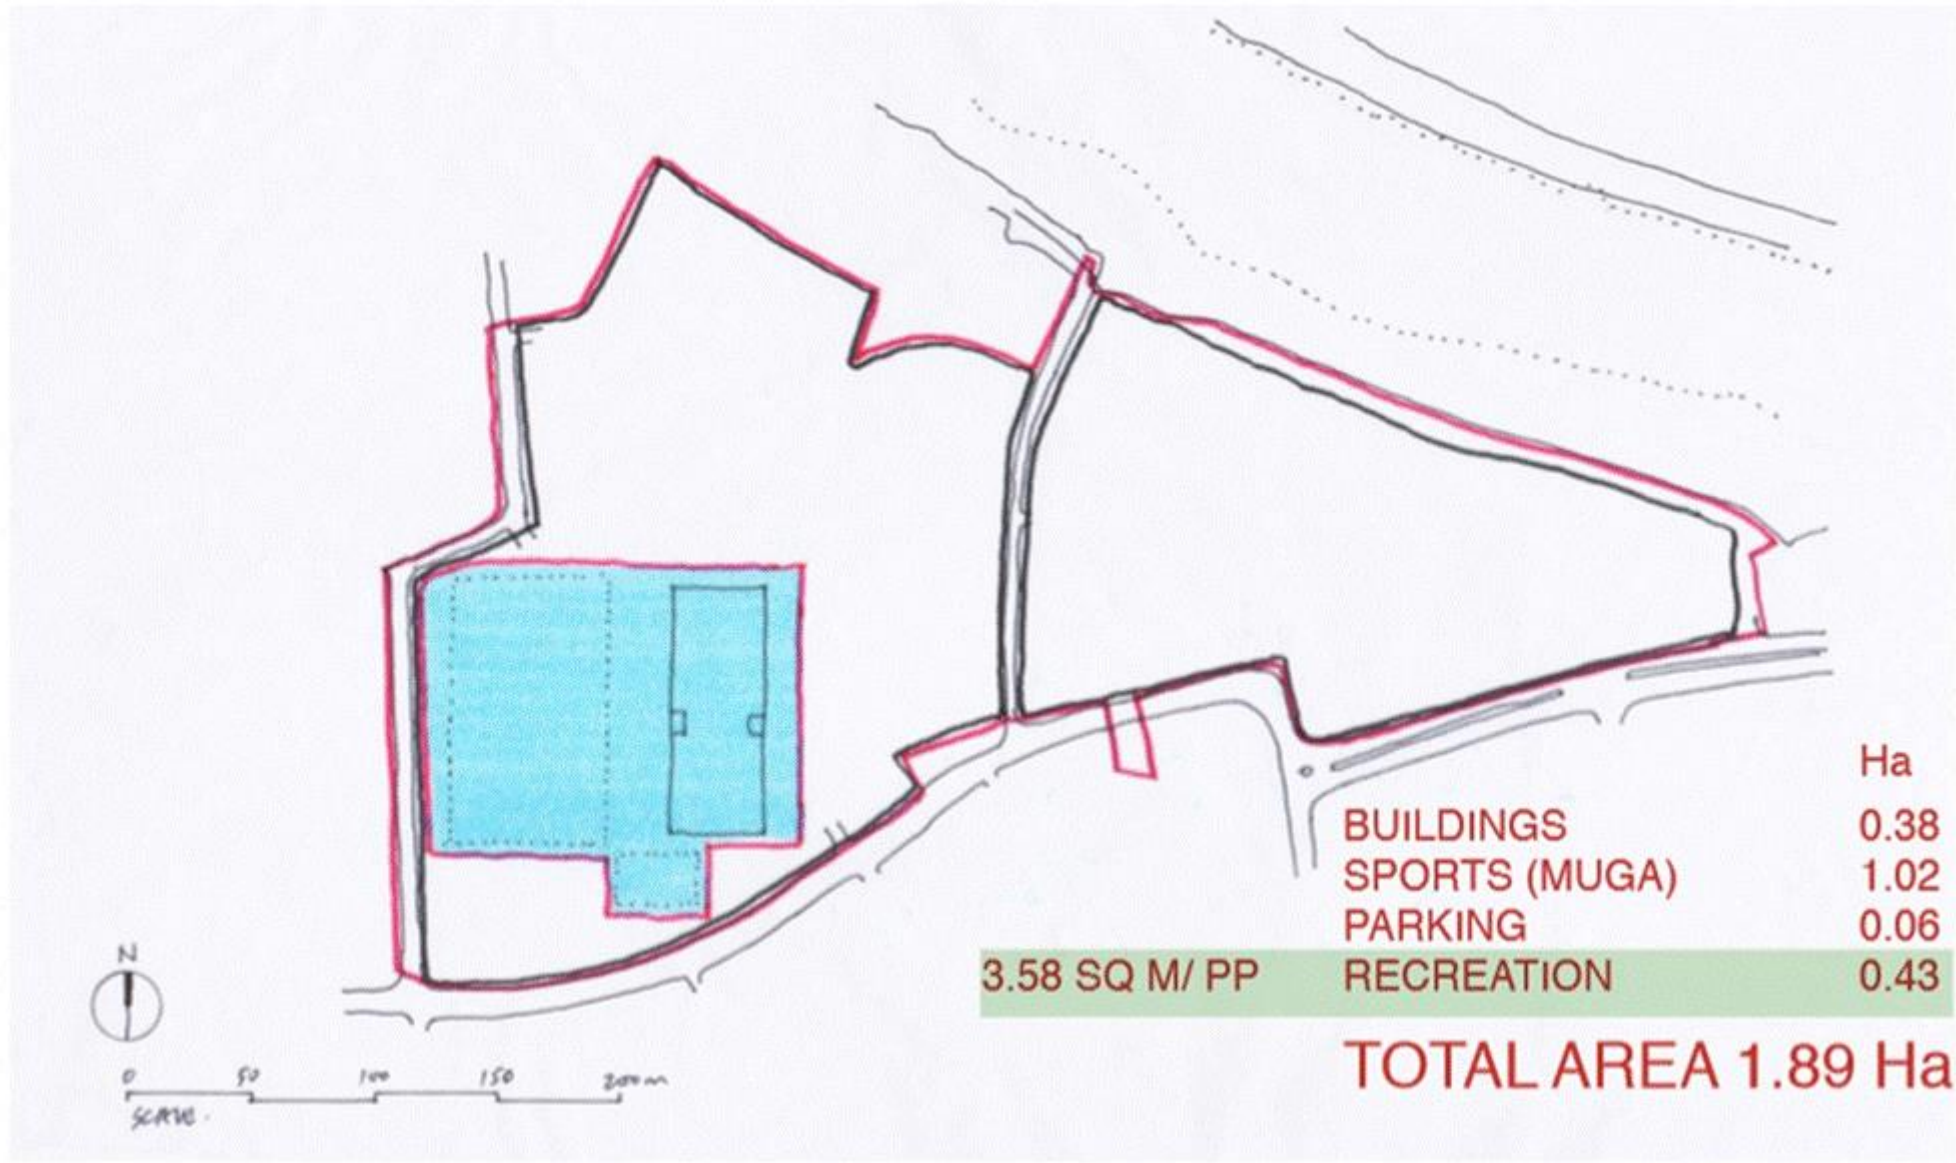 Ha
BUILDINGS 0.38
SPORTS (MUGA) 1.02
PARKING 0.06
3.58 SQ M/ PP RECREATION 0.43
TOTAL AREA 1.89 Ha
N
0 50 100 150 200m
SCALE.